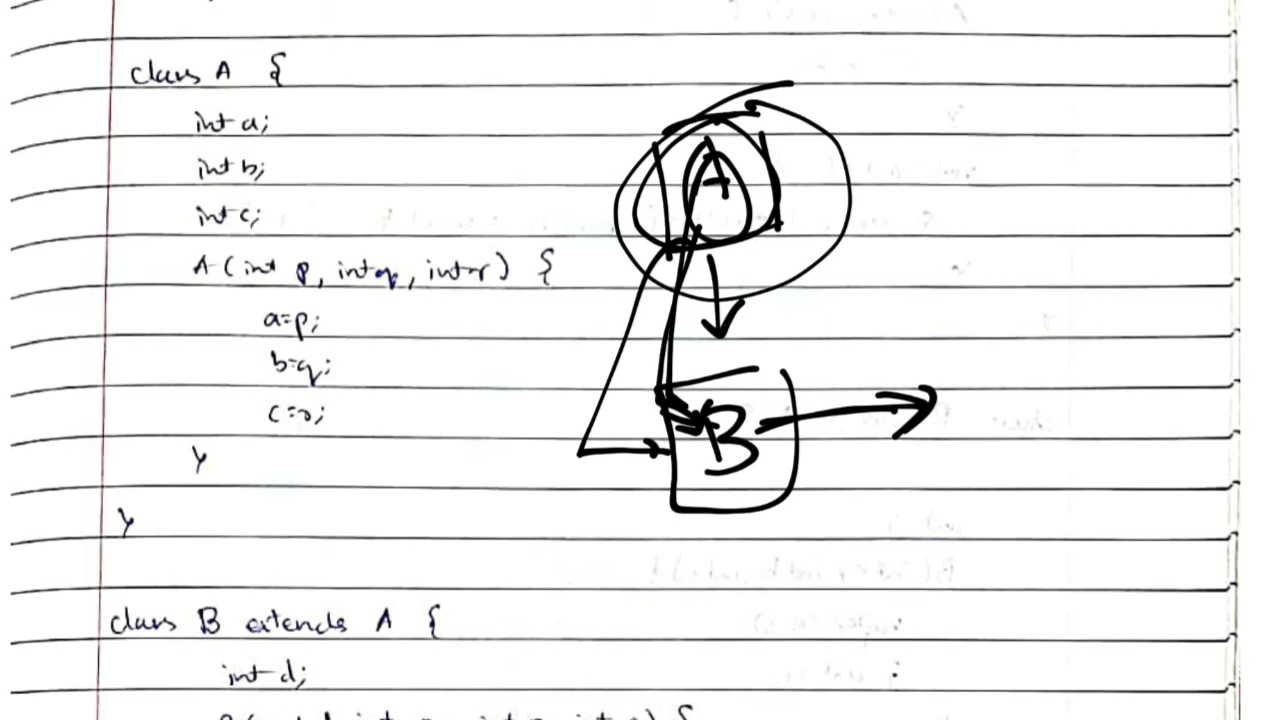 class A {
int a;
int b;
int c;
A (int p, int q, int r) {
a=p;
b=q;
c=r;
}
}
A
B
class B extends A {
int d;